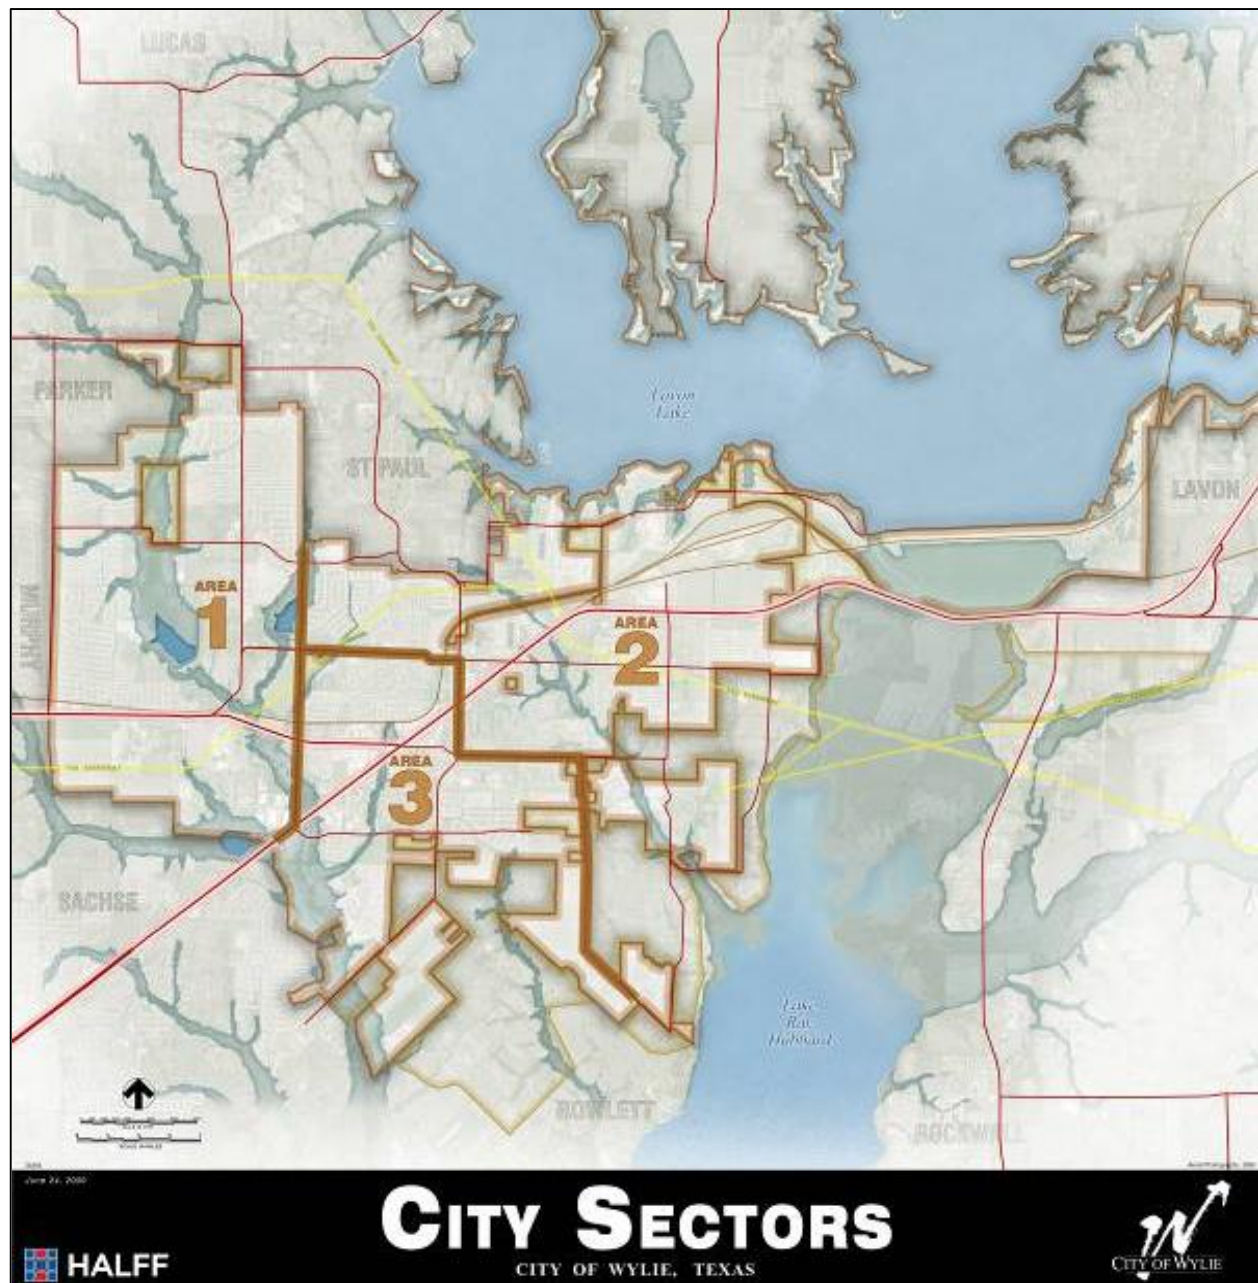 LUCAS
PARKER
ST PAUL
Lavon
Lake
LAVON
MURPHY
AREA
1
AREA
2
AREA
3
SACHSE
Lake
Ray
Hubbard
ROWLETT
ROCKWALL
CITY SECTORS
CITY OF WYLIE, TEXAS
HALFF
CITY OF WYLIE